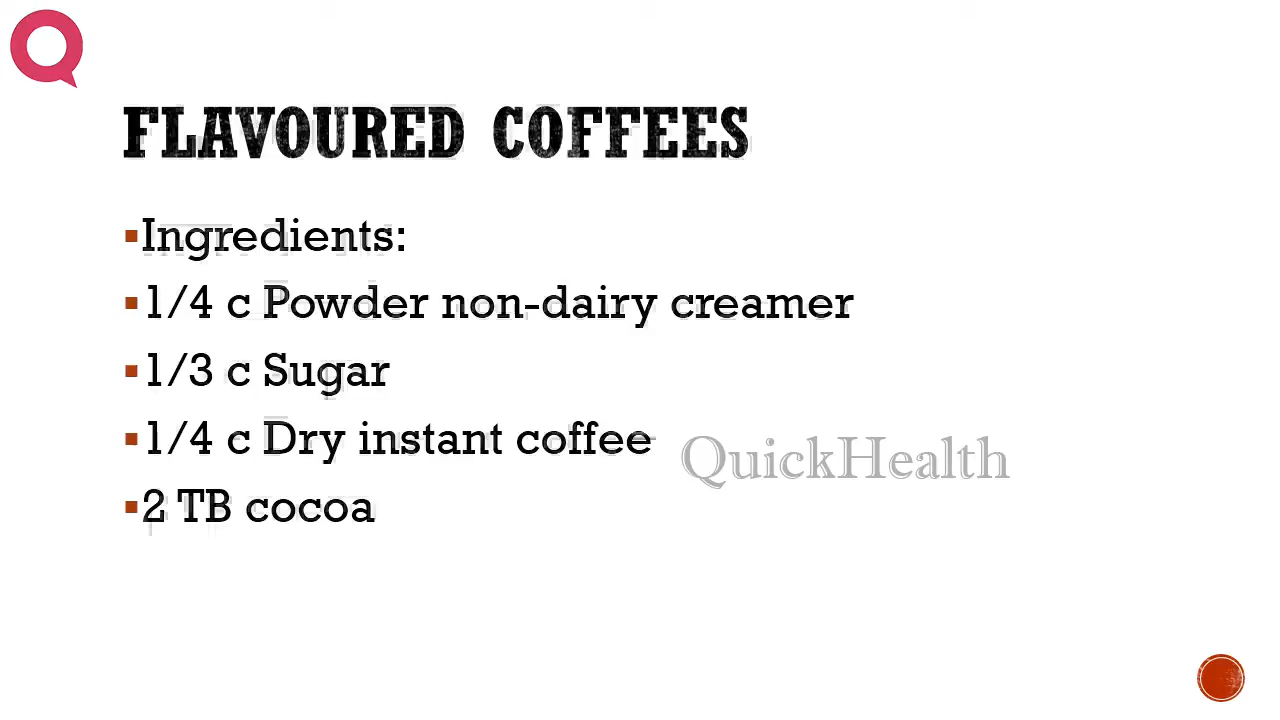 FLAVOURED COFFEES
Ingredients:
1/4 c Powder non-dairy creamer
1/3 c Sugar
1/4 c Dry instant coffee
QuickHealth
2 TB cocoa